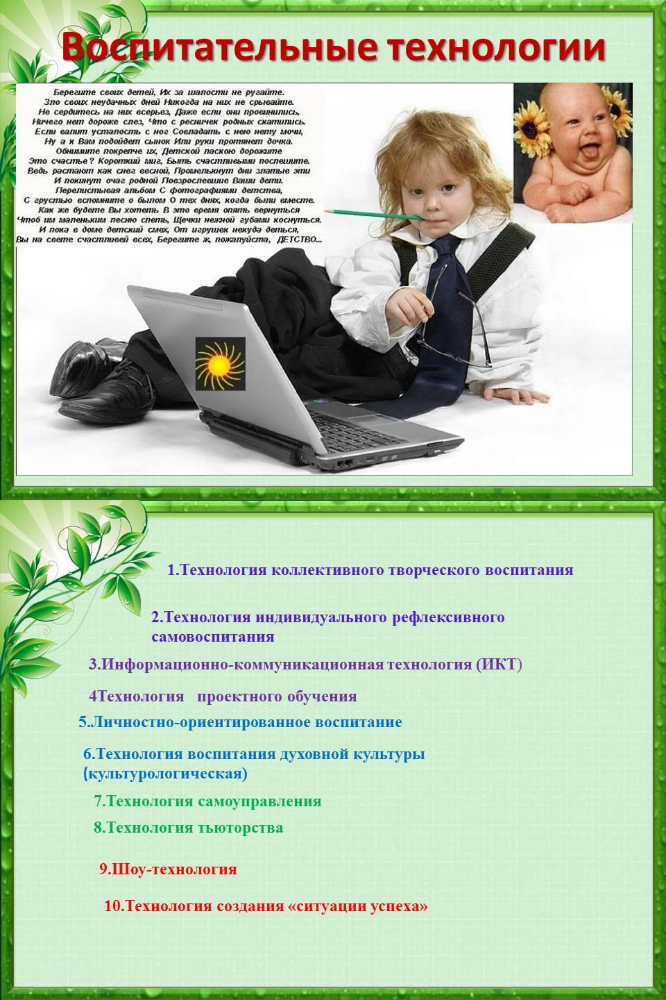 Воспитательные технологии
Берегите своих детей, Их за шалости не ругайте.
Зло своих неудачных дней Никогда на них не срывайте.
Не сердитесь на них всерьез, Даже если они провинились,
Ничего нет дороже слез, Что с ресничек родных скатились.
Если валит усталость с ног Совладать с нею нету мочи,
Ну а к Вам подойдет сынок Или руки протянет дочка.
Обнимите покрепче их, Детской ласкою дорожите
Это счастье? Короткий миг, Быть счастливыми поспешите.
Ведь растают как снег весной, Промелькнут дни златые эти
И покинут очаг родной Повзрослевшие Ваши дети.
Перелистывая альбом С фотографиями детства,
С грустью вспомните о былом О тех днях, когда были вместе.
Как же будете Вы хотеть В это время опять вернуться
Чтоб им маленьким песню спеть, Щечки нежной губами коснуться.
И пока в доме детский смех, От игрушек некуда деться,
Вы на свете счастливей всех, Берегите ж, пожалуйста, ДЕТСТВО...
1.Технология коллективного творческого воспитания
2.Технология индивидуального рефлексивного
самовоспитания
3.Информационно-коммуникационная технология (ИКТ)
4Технология проектного обучения
5.Личностно-ориентированное воспитание
6.Технология воспитания духовной культуры
(культурологическая)
7.Технология самоуправления
8.Технология тьюторства
9.Шоу-технология
10.Технология создания «ситуации успеха»